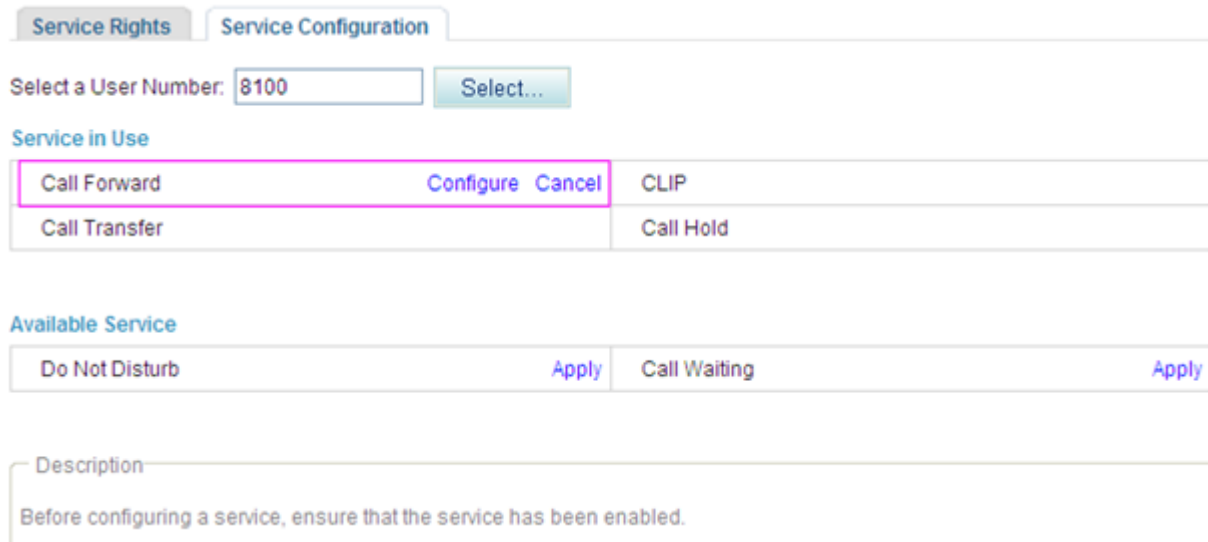 Service Rights Service Configuration
Select a User Number: 8100 Select...
Service in Use
Call Forward Configure Cancel CLIP
Call Transfer Call Hold
Available Service
Do Not Disturb Apply Call Waiting Apply
Description
Before configuring a service, ensure that the service has been enabled.